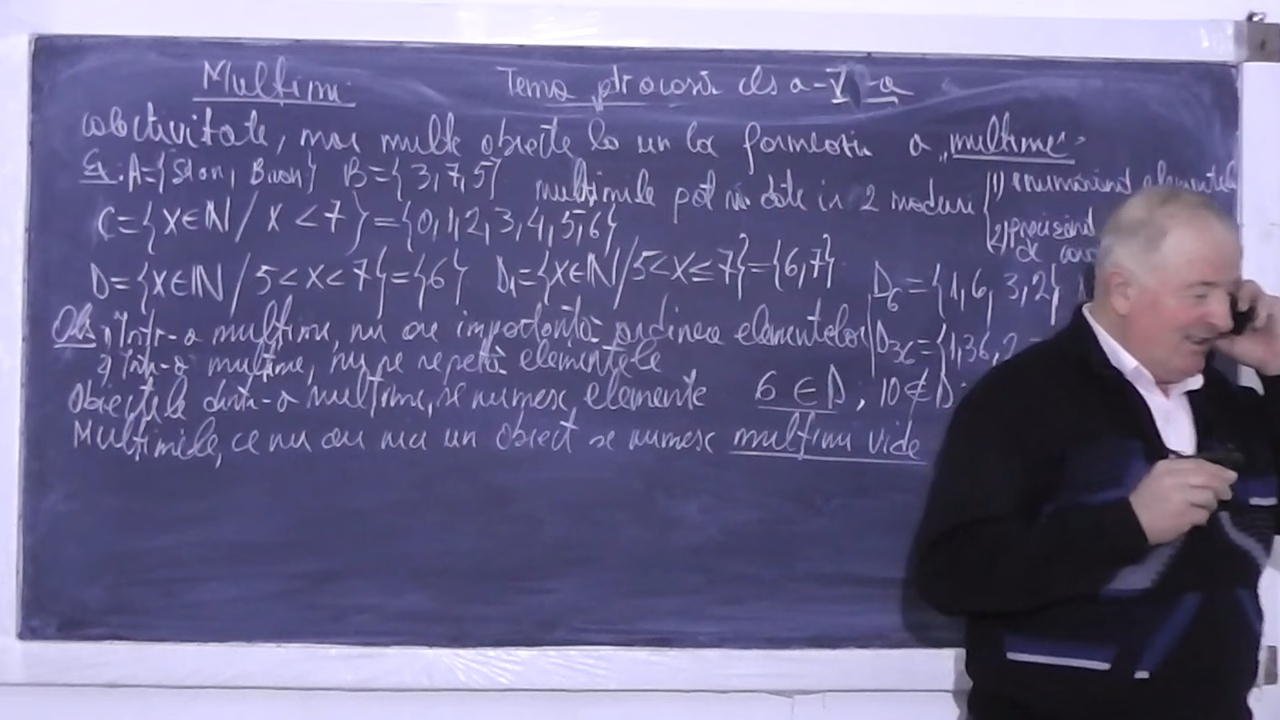 Mulțimi
Tema ptr acasă cls a-V-a
colectivitate, mai multe obiecte la un loc formează o „mulțime"
Ex: A={Stan, Bran} B={3,7,5}
mulțimile pot fi date în 2 moduri
1) enumerând elementele
2) precizând
C={x∈ℕ / x<7}={0,1,2,3,4,5,6}
D={x∈ℕ / 5<x<7}={6} D₁={x∈ℕ/5<x≤7}={6,7}
D₆={1,6,3,2}
Obs 1) Într-o mulțime, nu are importanță ordinea elementelor
D₃₆={1,36,2
2) Într-o mulțime, nu se repetă elementele
Obiectele dintr-o mulțime, se numesc elemente 6∈D; 10∉D
Mulțimile, ce nu au nici un obiect se numesc mulțimi vide